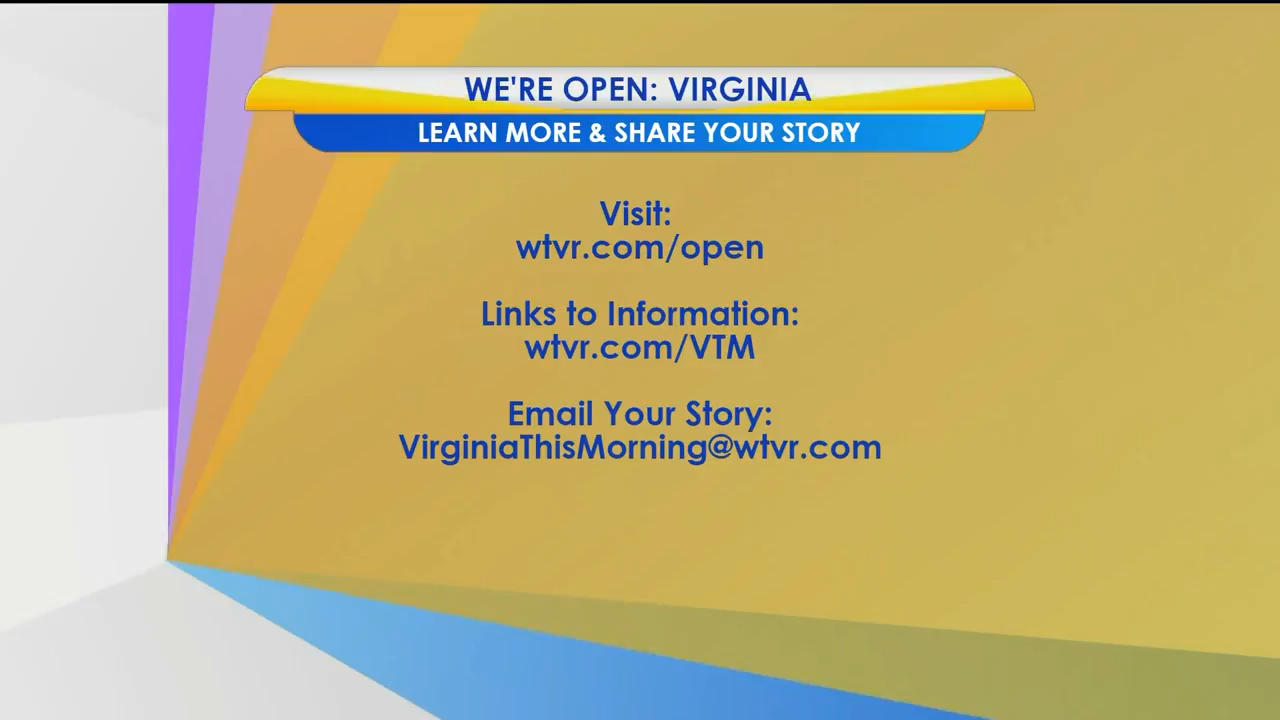 WE'RE OPEN: VIRGINIA
LEARN MORE & SHARE YOUR STORY
Visit:
wtvr.com/open
Links to Information:
wtvr.com/VTM
Email Your Story:
VirginiaThisMorning@wtvr.com